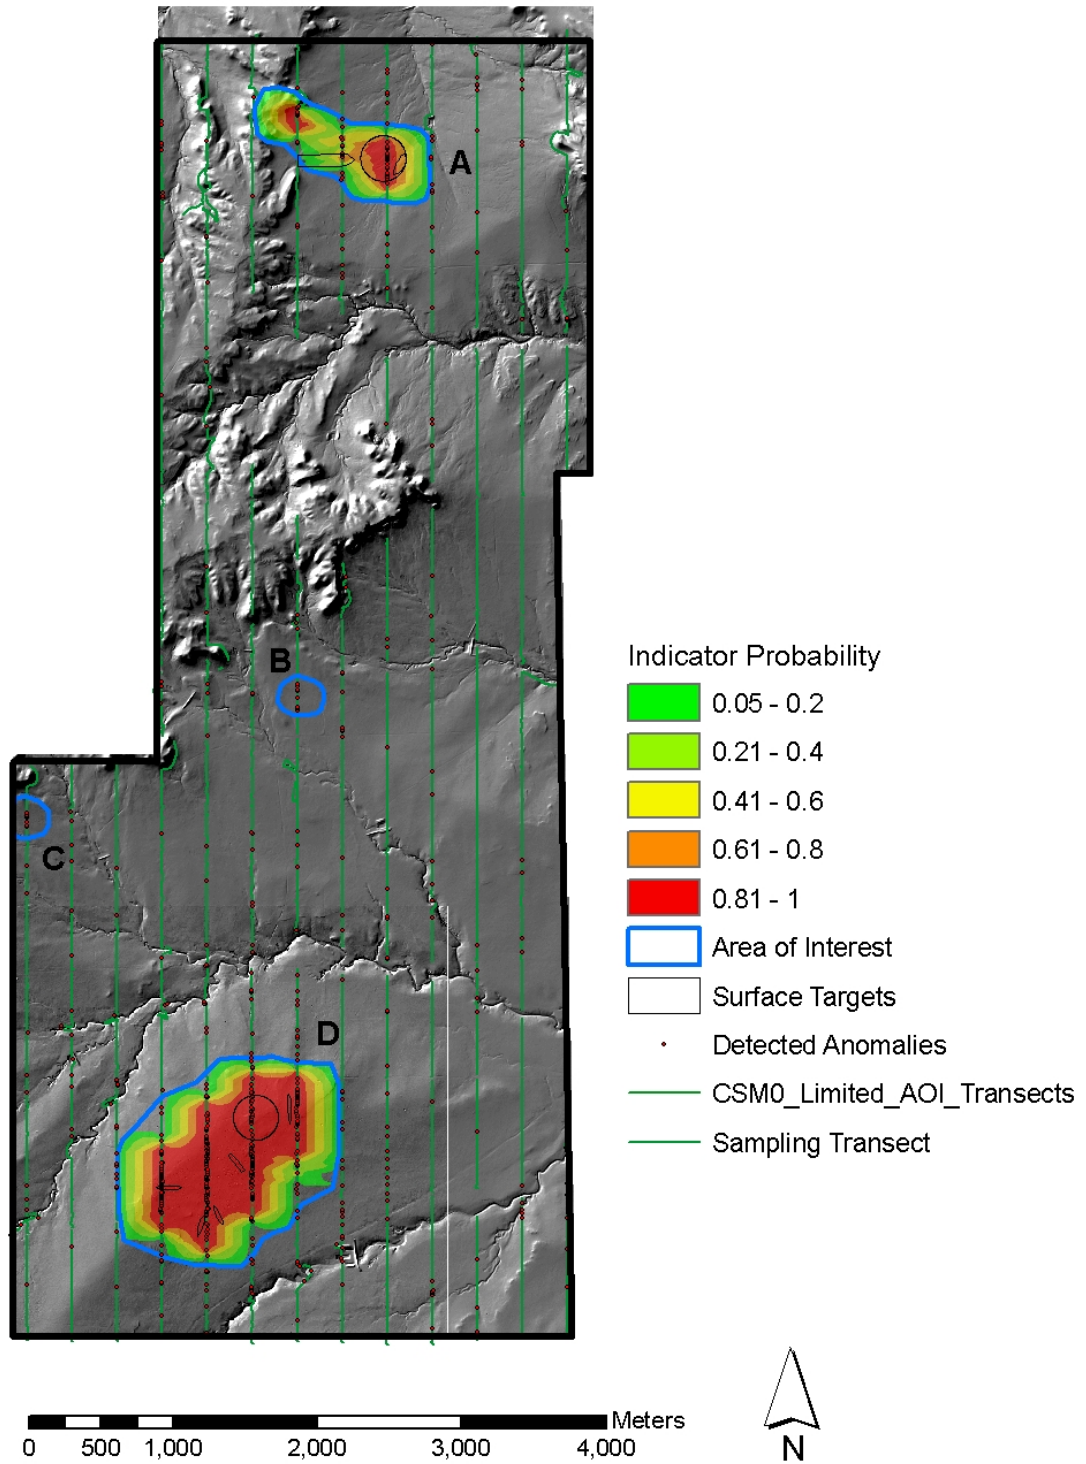 A
B
C
D
Indicator Probability
0.05 - 0.2
0.21 - 0.4
0.41 - 0.6
0.61 - 0.8
0.81 - 1
Area of Interest
Surface Targets
Detected Anomalies
CSM0_Limited_AOI_Transects
Sampling Transect
Meters
0 500 1,000 2,000 3,000 4,000
N